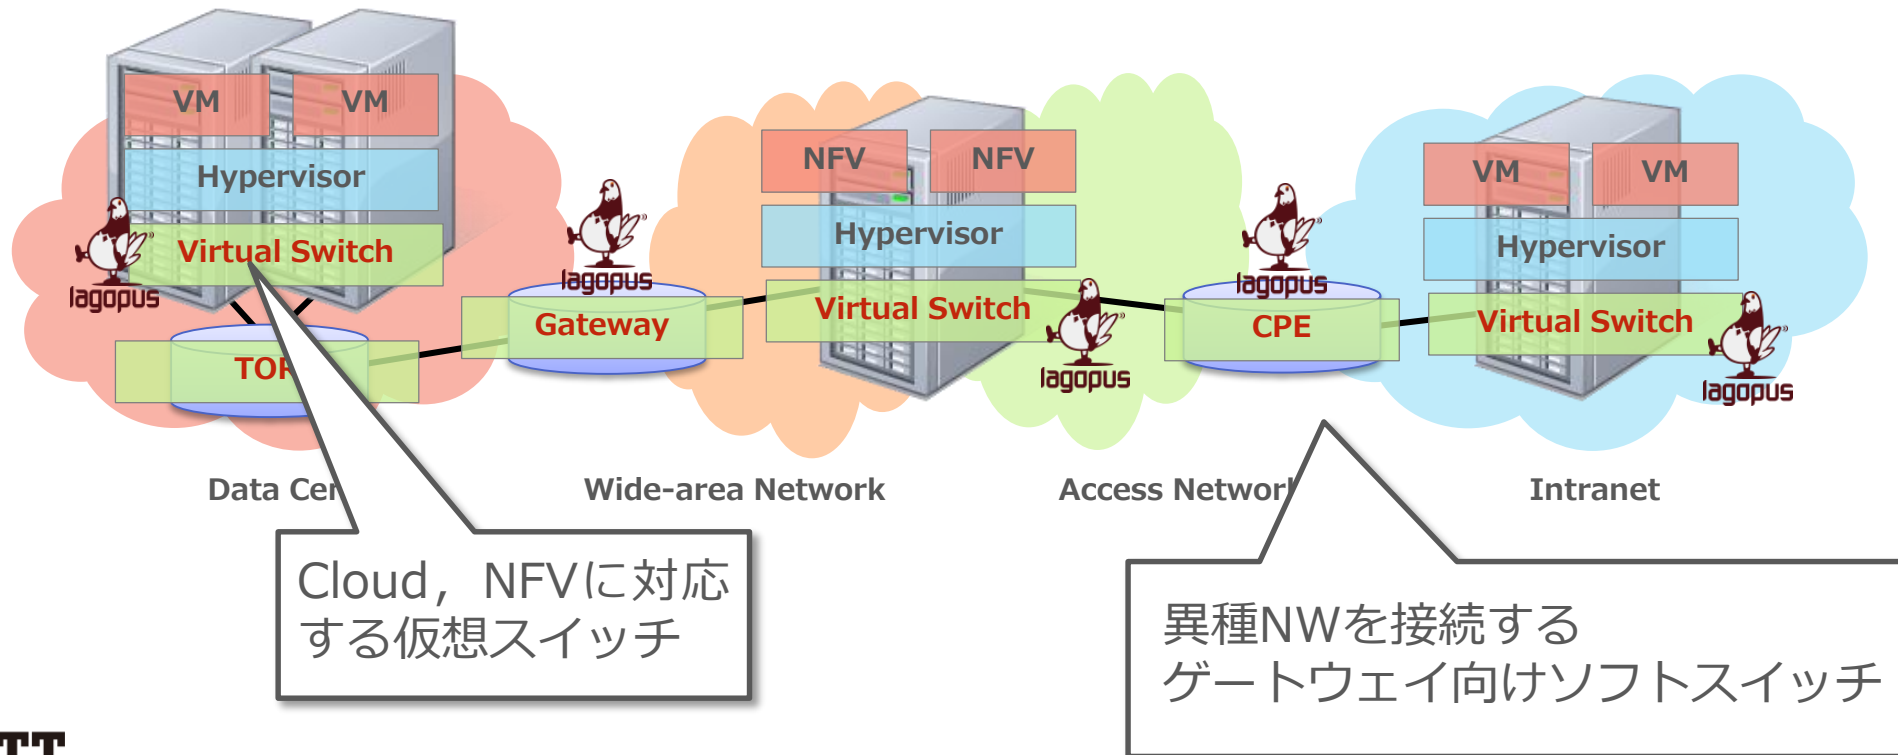 VM VM
Hypervisor
Virtual Switch
lagopus
TOR
lagopus
Gateway
NFV NFV
Hypervisor
Virtual Switch
lagopus
lagopus
CPE
VM VM
Hypervisor
Virtual Switch
lagopus
Data Cen
Wide-area Network
Access Network
Intranet
Cloud，NFVに対応
する仮想スイッチ
異種NWを接続する
ゲートウェイ向けソフトスイッチ